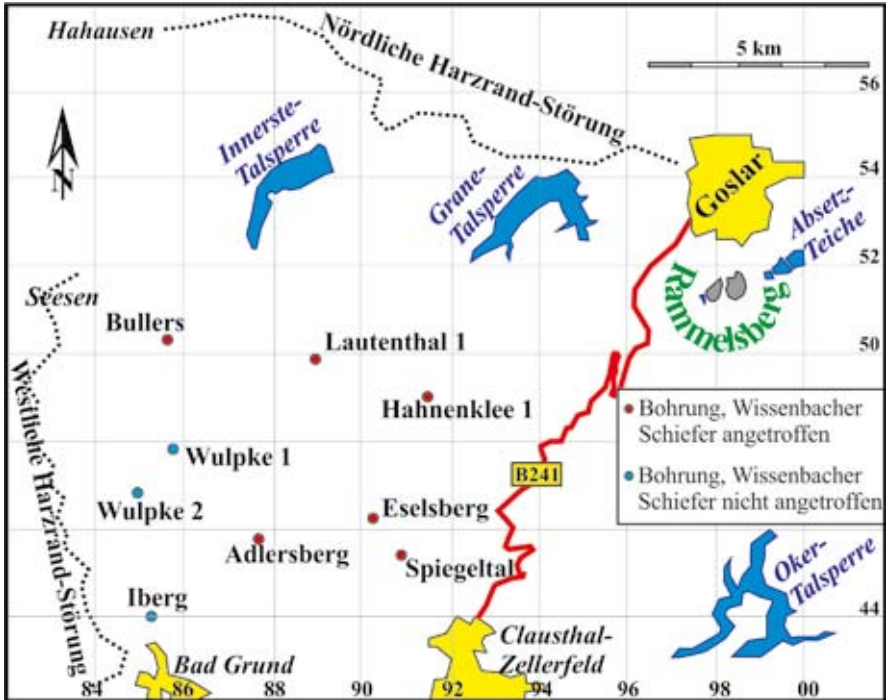 Hahausen
Nördliche Harzrand-Störung
5 km
56
N
Innerste-
Talsperre
Grane-
Talsperre
54
Goslar
Absetz-
Teiche
52
Rammelsberg
Seesen
Bullers
Lautenthal 1
50
Hahnenklee 1
Bohrung, Wissenbacher
Schiefer angetroffen
Bohrung, Wissenbacher
Schiefer nicht angetroffen
Westliche Harzrand-Störung
Wulpke 1
B241
Wulpke 2
Eselsberg
Adlersberg
Spiegeltal
Oker-
Talsperre
Iberg
44
Bad Grund
Clausthal-
Zellerfeld
84 86 88 90 92 94 96 98 00